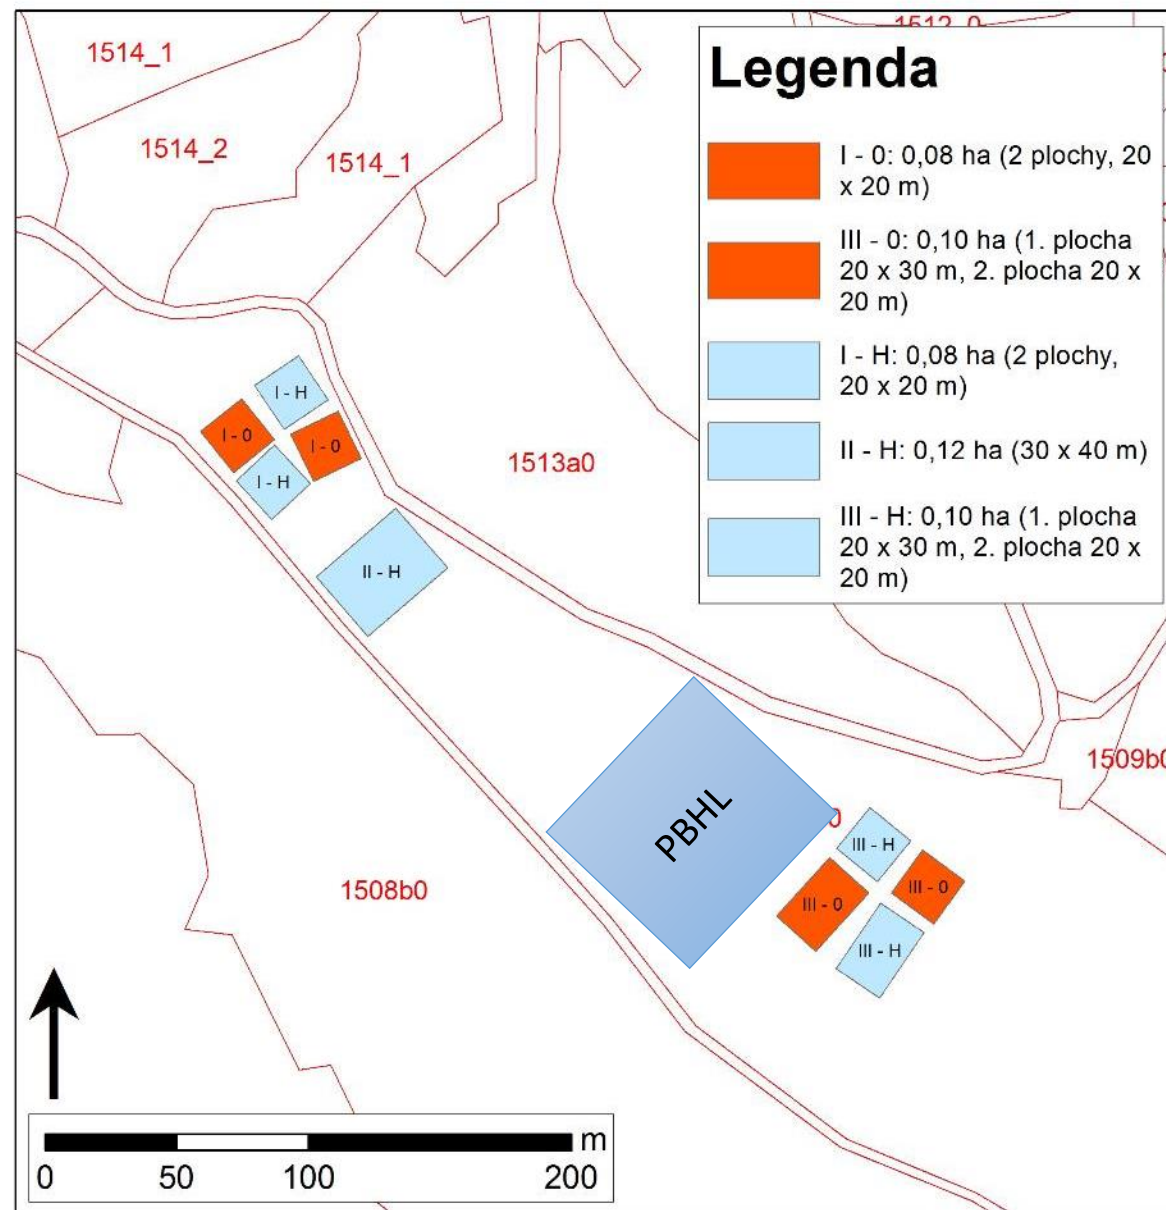 1512_0
1514_1
Legenda
1514_2
1514_1
I - 0: 0,08 ha (2 plochy, 20
x 20 m)
III - 0: 0,10 ha (1. plocha
20 x 30 m, 2. plocha 20 x
20 m)
I - H: 0,08 ha (2 plochy,
20 x 20 m)
II - H: 0,12 ha (30 x 40 m)
III - H: 0,10 ha (1. plocha
20 x 30 m, 2. plocha 20 x
20 m)
I - H
I - 0
I - 0
I - H
1513a0
II - H
1509b0
PBHL
0
III - H
III - 0
III - 0
III - H
1508b0
m
0 50 100 200